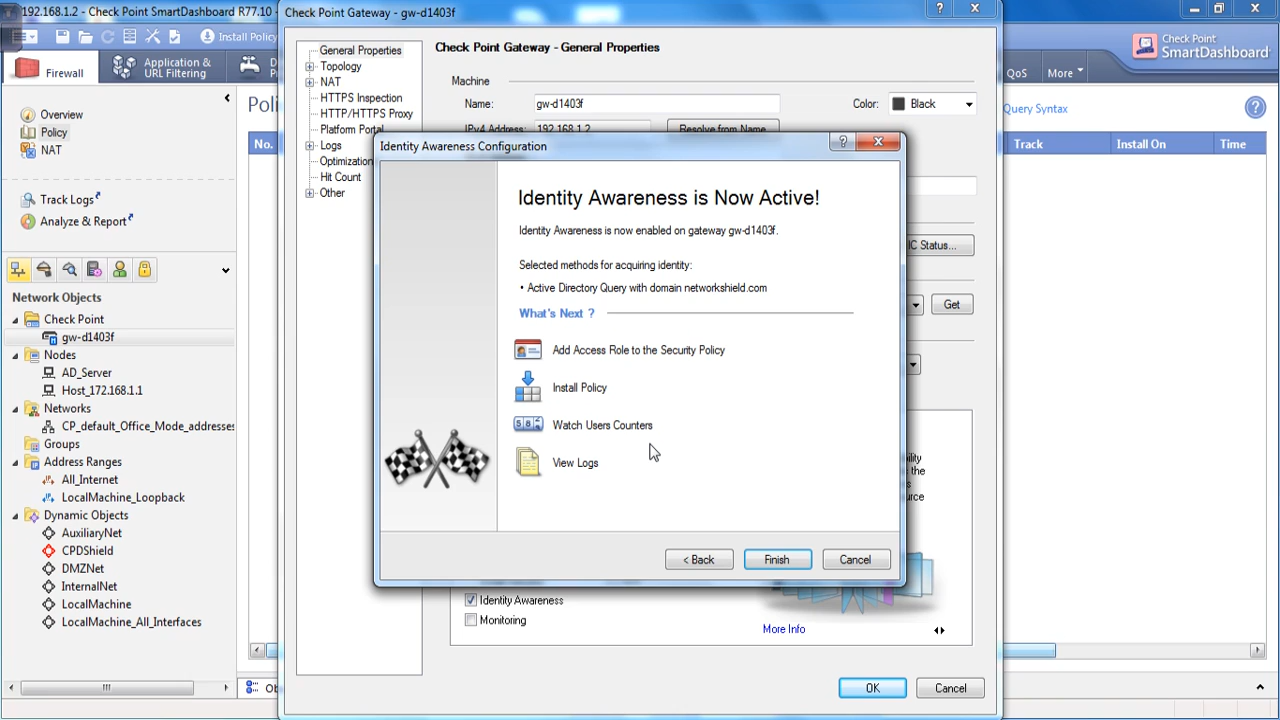 192.168.1.2 - Check Point SmartDashboard R77.10
Install Policy
Firewall
Application &
URL Filtering
QoS
More
Check Point
SmartDashboard
Overview
Policy
NAT
Track Logs
Analyze & Report
Query Syntax
No.
Track
Install On
Time
Network Objects
Check Point
gw-d1403f
Nodes
AD_Server
Host_172.168.1.1
Networks
CP_default_Office_Mode_addresses
Groups
Address Ranges
All_Internet
LocalMachine_Loopback
Dynamic Objects
AuxiliaryNet
CPDShield
DMZNet
InternalNet
LocalMachine
LocalMachine_All_Interfaces
Check Point Gateway - gw-d1403f
General Properties
Topology
NAT
HTTPS Inspection
HTTP/HTTPS Proxy
Platform Portal
Logs
Optimization
Hit Count
Other
Check Point Gateway - General Properties
Machine
Name: gw-d1403f Color: Black
IPv4 Address: 192.168.1.2 Resolve from Name...
Status...
Get
Identity Awareness Configuration
Identity Awareness is Now Active!
Identity Awareness is now enabled on gateway gw-d1403f.
Selected methods for acquiring identity:
• Active Directory Query with domain networkshield.com
What's Next ?
Add Access Role to the Security Policy
Install Policy
Watch Users Counters
View Logs
< Back Finish Cancel
Identity Awareness
Monitoring
More Info
OK Cancel